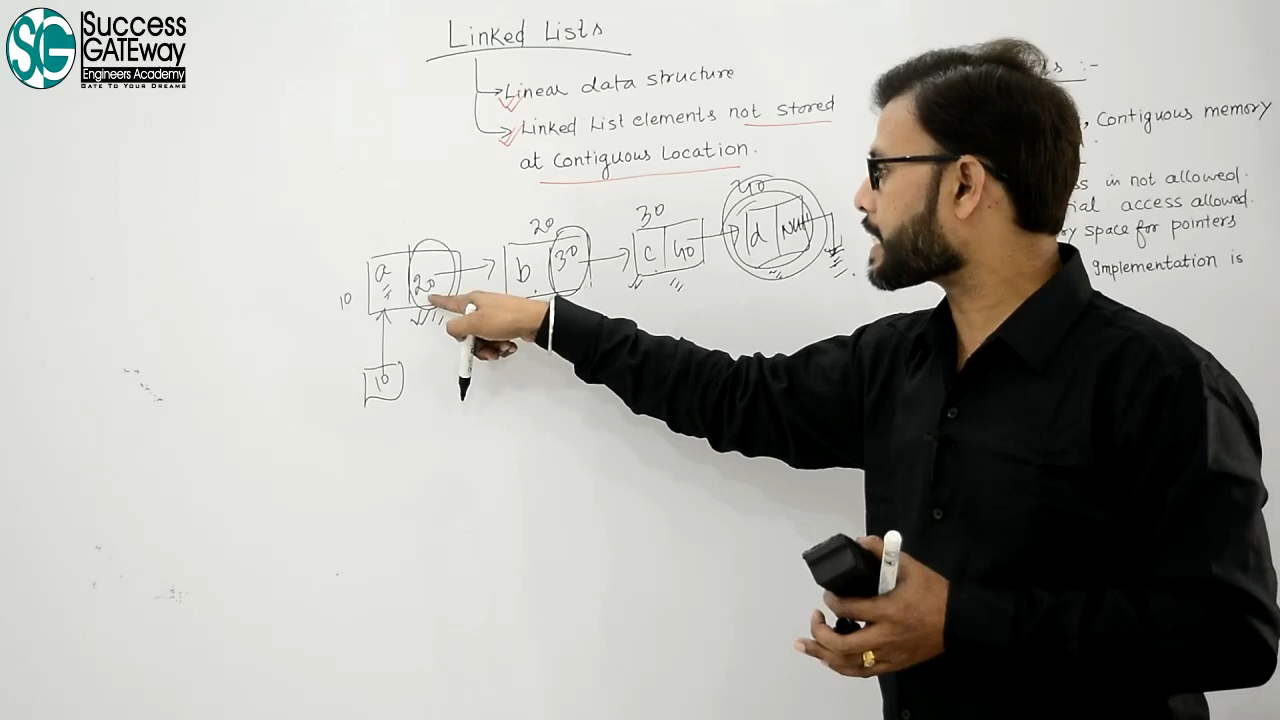 Success
GATEway
Engineers Academy
GATE TO YOUR DREAMS
SG
Linked Lists
Linear data structure
Linked List elements not stored
at Contiguous Location.
:-
, Contiguous memory
in not allowed.
access allowed.
space for pointers
Implementation is
20 30 40
10 a 20 b 30 c 40 d Null
10